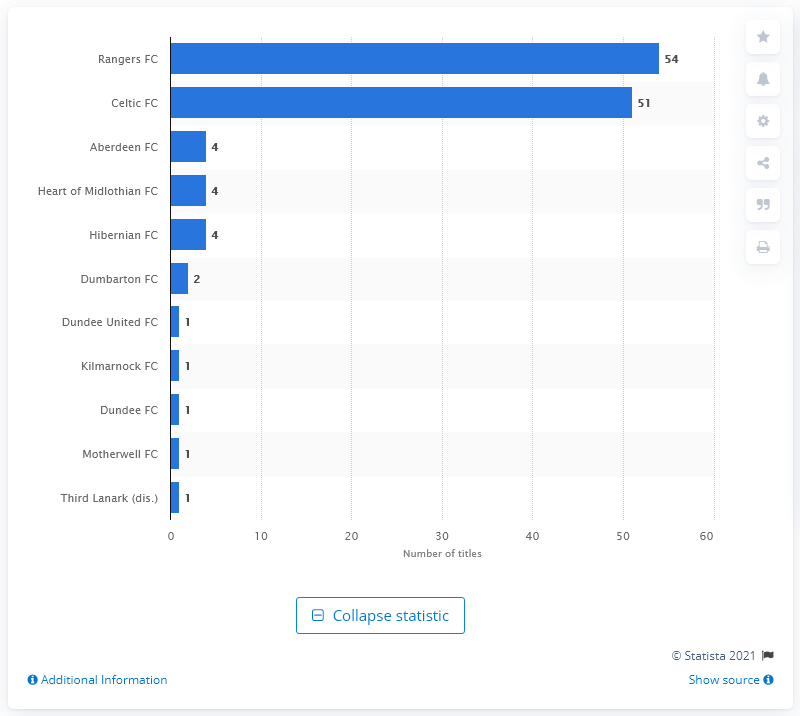 Rangers FC 54
Celtic FC 51
Aberdeen FC 4
Heart of Midlothian FC 4
Hibernian FC 4
Dumbarton FC 2
Dundee United FC 1
Kilmarnock FC 1
Dundee FC 1
Motherwell FC 1
Third Lanark (dis.) 1
0 10 20 30 40 50 60
Number of titles
Collapse statistic
© Statista 2021
Additional Information
Show source